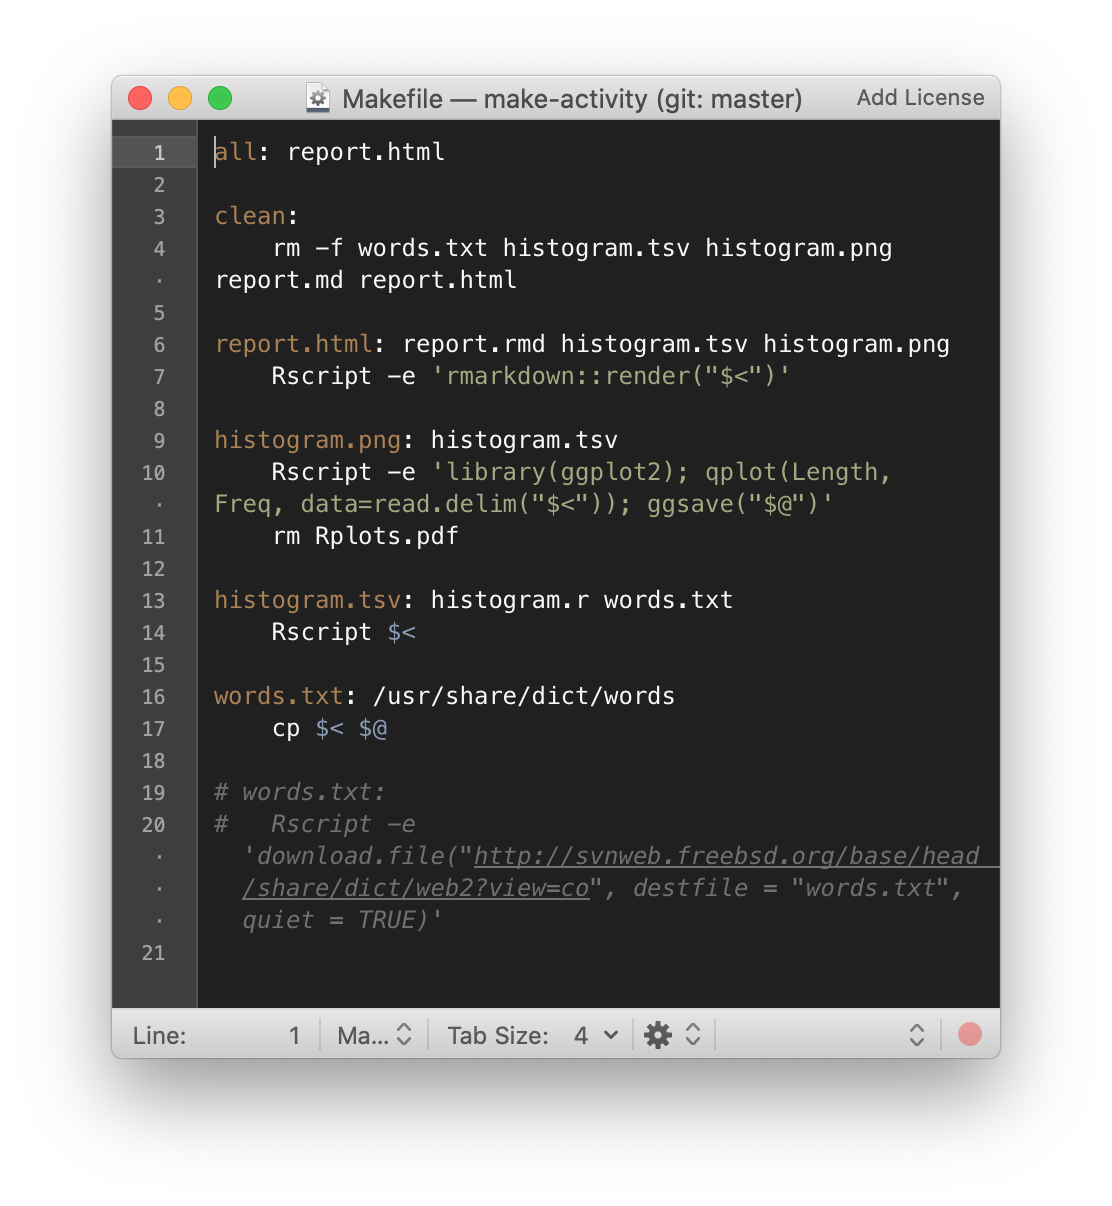 Makefile — make-activity (git: master) Add License
1 all: report.html
2
3 clean:
4 rm -f words.txt histogram.tsv histogram.png
· report.md report.html
5
6 report.html: report.rmd histogram.tsv histogram.png
7 Rscript -e 'rmarkdown::render("$<")'
8
9 histogram.png: histogram.tsv
10 Rscript -e 'library(ggplot2); qplot(Length,
· Freq, data=read.delim("$<")); ggsave("$@")'
11 rm Rplots.pdf
12
13 histogram.tsv: histogram.r words.txt
14 Rscript $<
15
16 words.txt: /usr/share/dict/words
17 cp $< $@
18
19 # words.txt:
20 # Rscript -e
· 'download.file("http://svnweb.freebsd.org/base/head
· /share/dict/web2?view=co", destfile = "words.txt",
· quiet = TRUE)'
21
Line: 1 Ma... Tab Size: 4